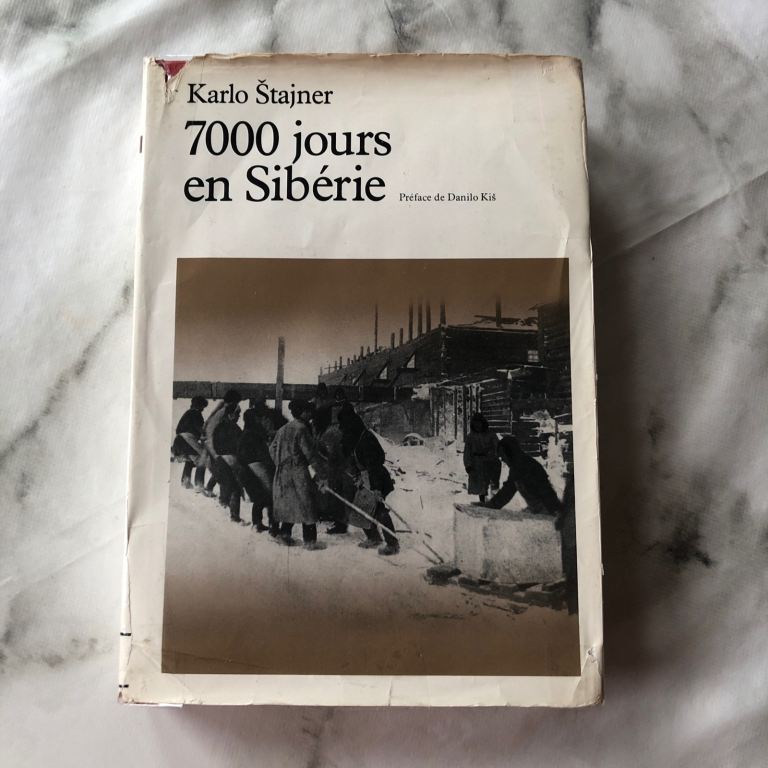 Karlo Štajner
7000 jours
en Sibérie Préface de Danilo Kiš